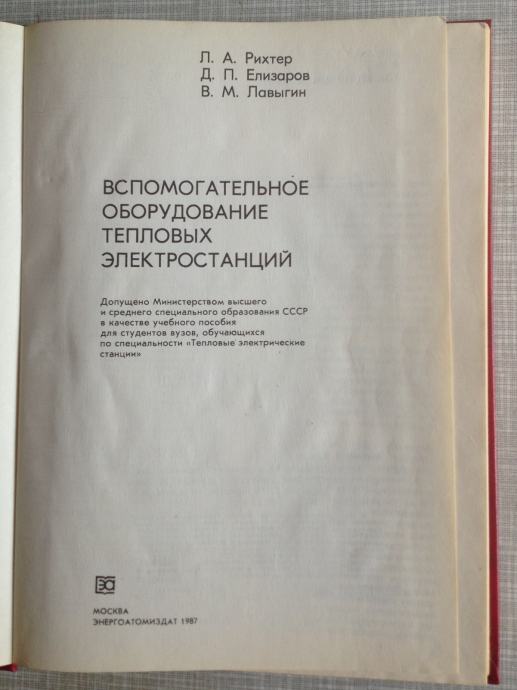 Л. А. Рихтер
Д. П. Елизаров
В. М. Лавыгин
ВСПОМОГАТЕЛЬНОЕ
ОБОРУДОВАНИЕ
ТЕПЛОВЫХ
ЭЛЕКТРОСТАНЦИЙ
Допущено Министерством высшего
и среднего специального образования СССР
в качестве учебного пособия
для студентов вузов, обучающихся
по специальности «Тепловые электрические
станции»
ЭА
МОСКВА
ЭНЕРГОАТОМИЗДАТ 1987